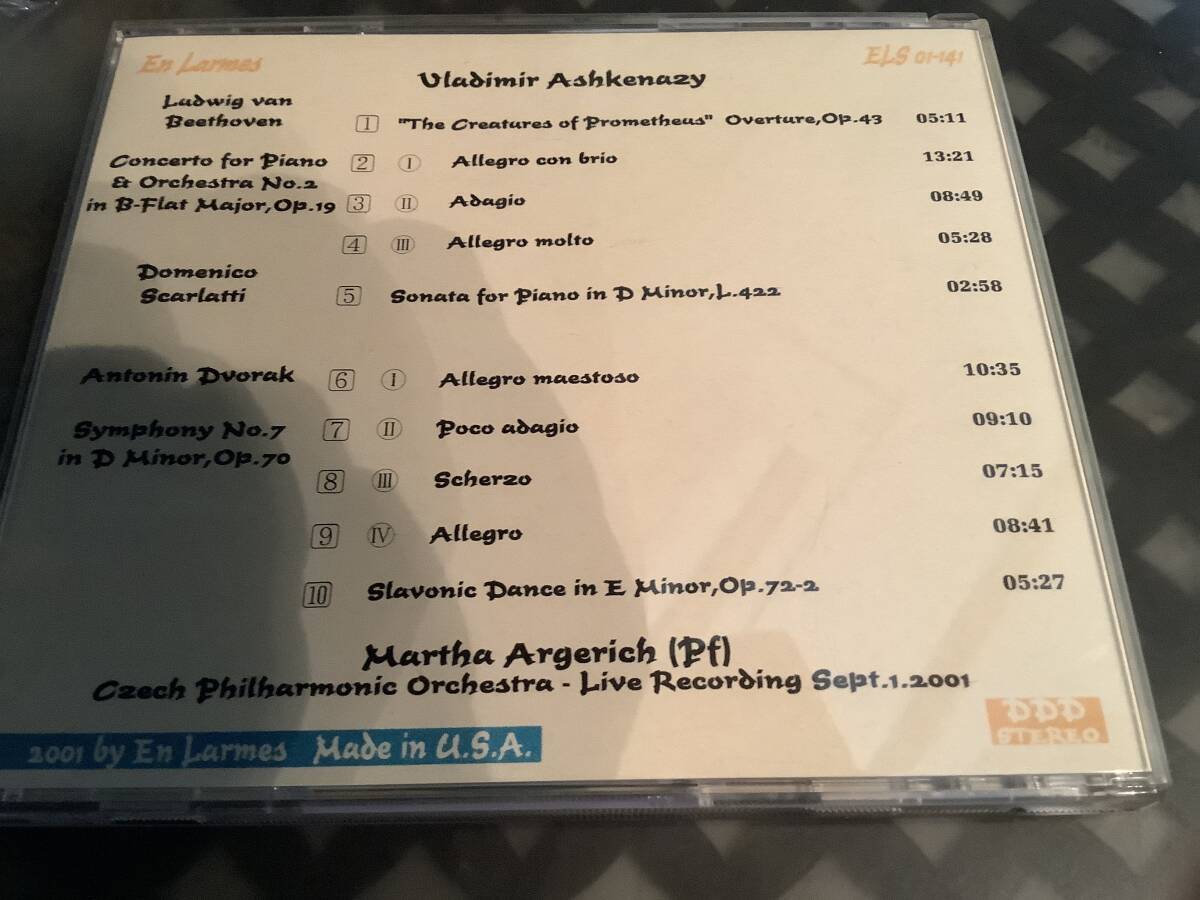 En Larmes
ELS 01-141
Vladimir Ashkenazy
Ludwig van
Beethoven
1 "The Creatures of Prometheus" Overture,Op.43 05:11
Concerto for Piano
& Orchestra No.2
in B-Flat Major,Op.19
2 I Allegro con brio 13:21
3 II Adagio 08:49
4 III Allegro molto 05:28
Domenico
Scarlatti
5 Sonata for Piano in D Minor,L.422 02:58
Antonin Dvorak
6 I Allegro maestoso 10:35
Symphony No.7
in D Minor,Op.70
7 II Poco adagio 09:10
8 III Scherzo 07:15
9 IV Allegro 08:41
10 Slavonic Dance in E Minor,Op.72-2 05:27
Martha Argerich (Pf)
Czech Philharmonic Orchestra - Live Recording Sept.1.2001
DDD
STEREO
2001 by En Larmes Made in U.S.A.